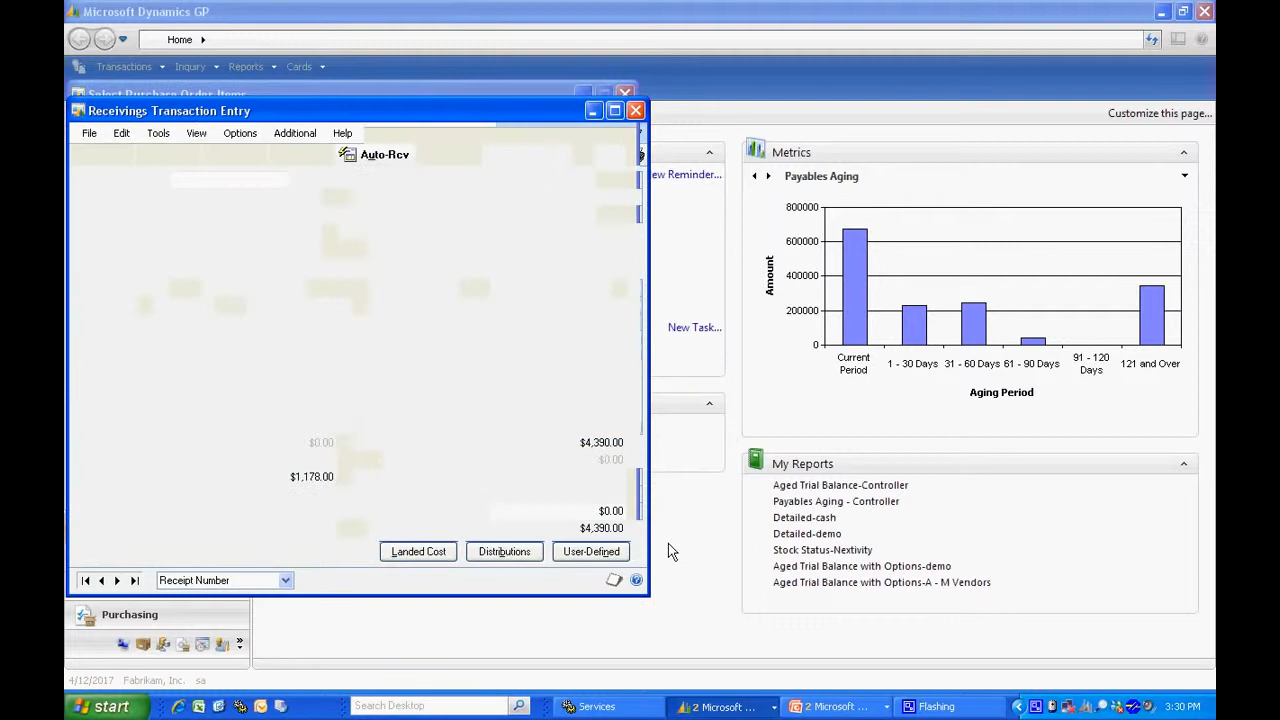 Microsoft Dynamics GP
Home
Transactions Inquiry Reports Cards
Customize this page...
Select Purchase Order Items
Receivings Transaction Entry
File Edit Tools View Options Additional Help
Auto-Rcv
ew Reminder...
New Task...
$0.00 $4,390.00
$0.00
$1,178.00
$0.00
$4,390.00
Landed Cost Distributions User-Defined
Receipt Number
Metrics
Payables Aging
800000
600000
400000
200000
0
Amount
Current Period 1 - 30 Days 31 - 60 Days 61 - 90 Days 91 - 120 Days 121 and Over
Aging Period
My Reports
Aged Trial Balance-Controller
Payables Aging - Controller
Detailed-cash
Detailed-demo
Stock Status-Nextivity
Aged Trial Balance with Options-demo
Aged Trial Balance with Options-A - M Vendors
Purchasing
4/12/2017 Fabrikam, Inc. sa
start Search Desktop Services 2 Microsoft ... 2 Microsoft ... Flashing 3:30 PM